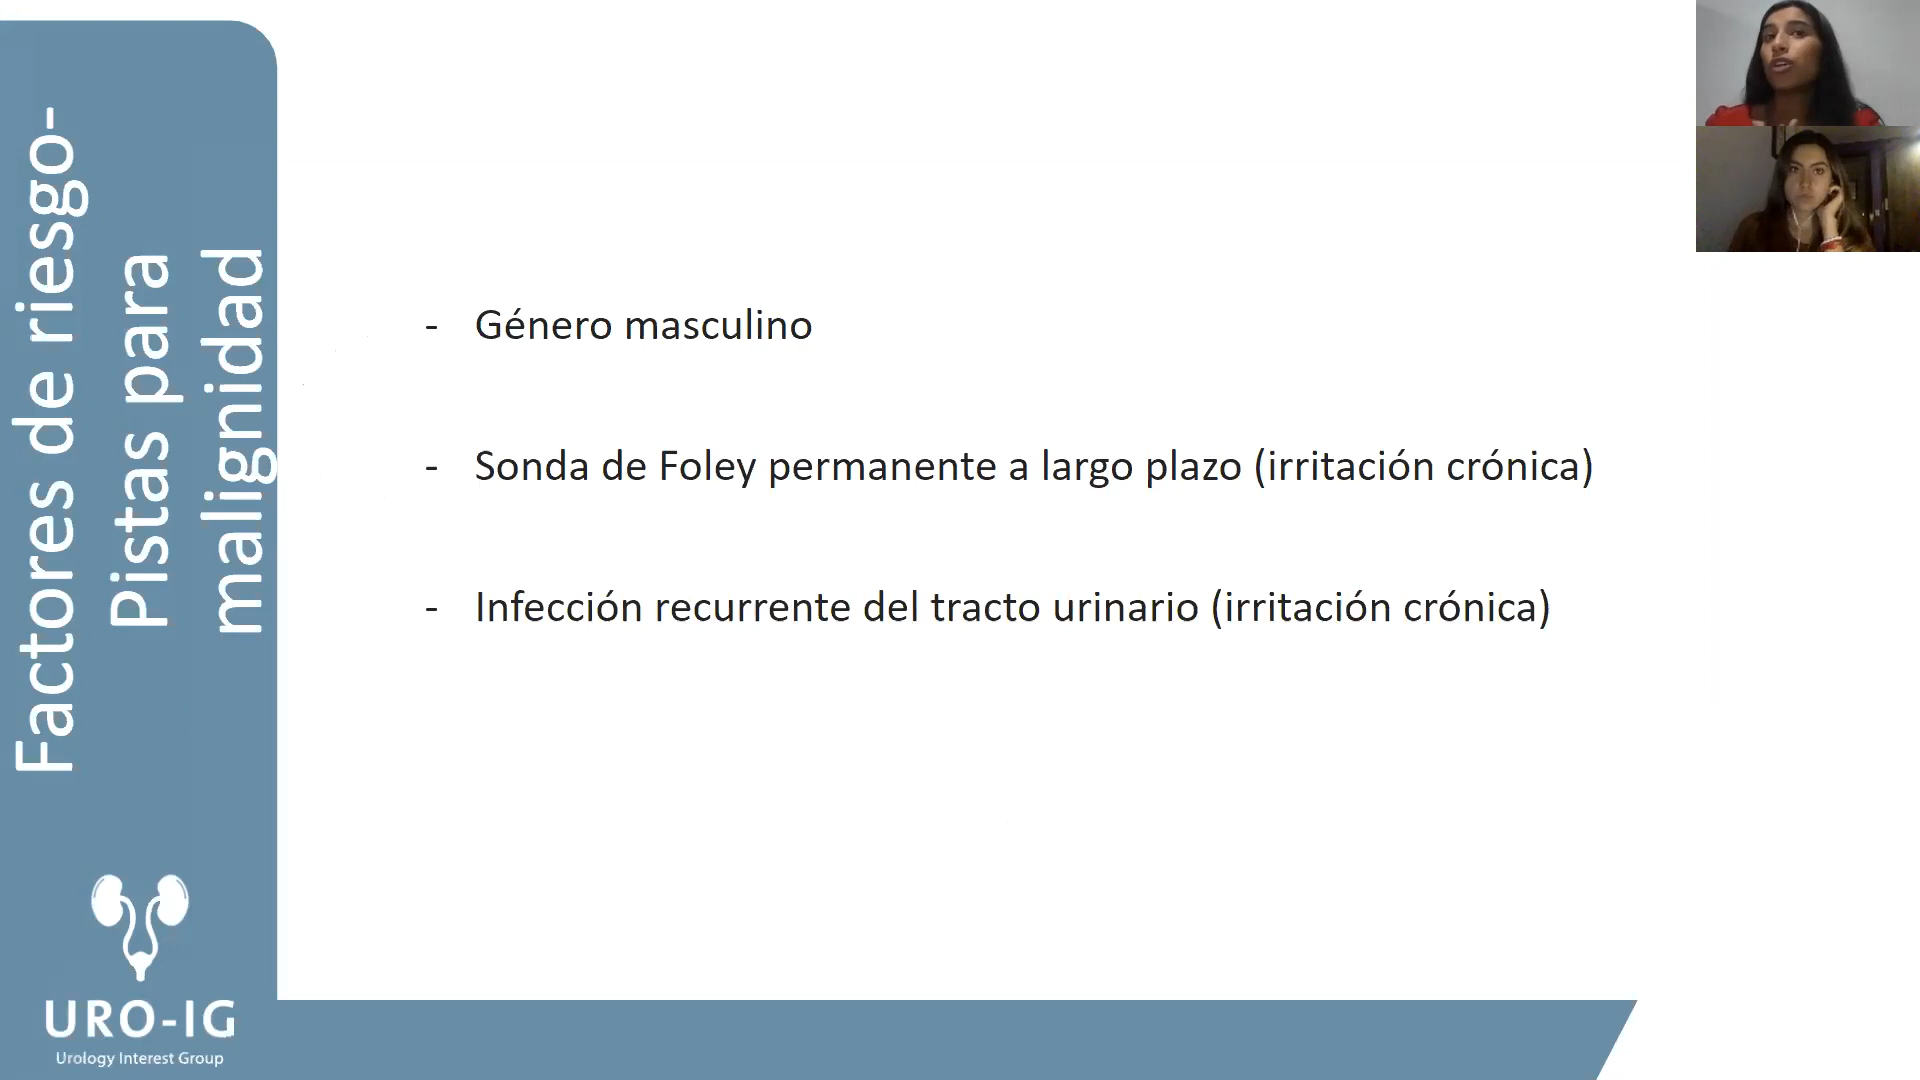 Factores de riesgo-
Pistas para
malignidad
- Género masculino
- Sonda de Foley permanente a largo plazo (irritación crónica)
- Infección recurrente del tracto urinario (irritación crónica)
URO-IG
Urology Interest Group